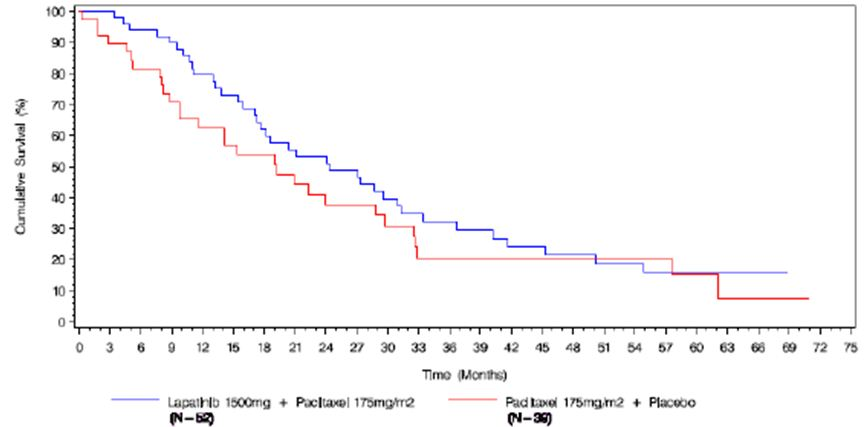 Cumulative Survival (%)
100
90
80
70
60
50
40
30
20
10
0
0 3 6 9 12 15 18 21 24 27 30 33 36 39 42 45 48 51 54 57 60 63 66 69 72 75
Time (Months)
Lapatinib 1500mg + Paclitaxel 175mg/m2
(N=52)
Paclitaxel 175mg/m2 + Placebo